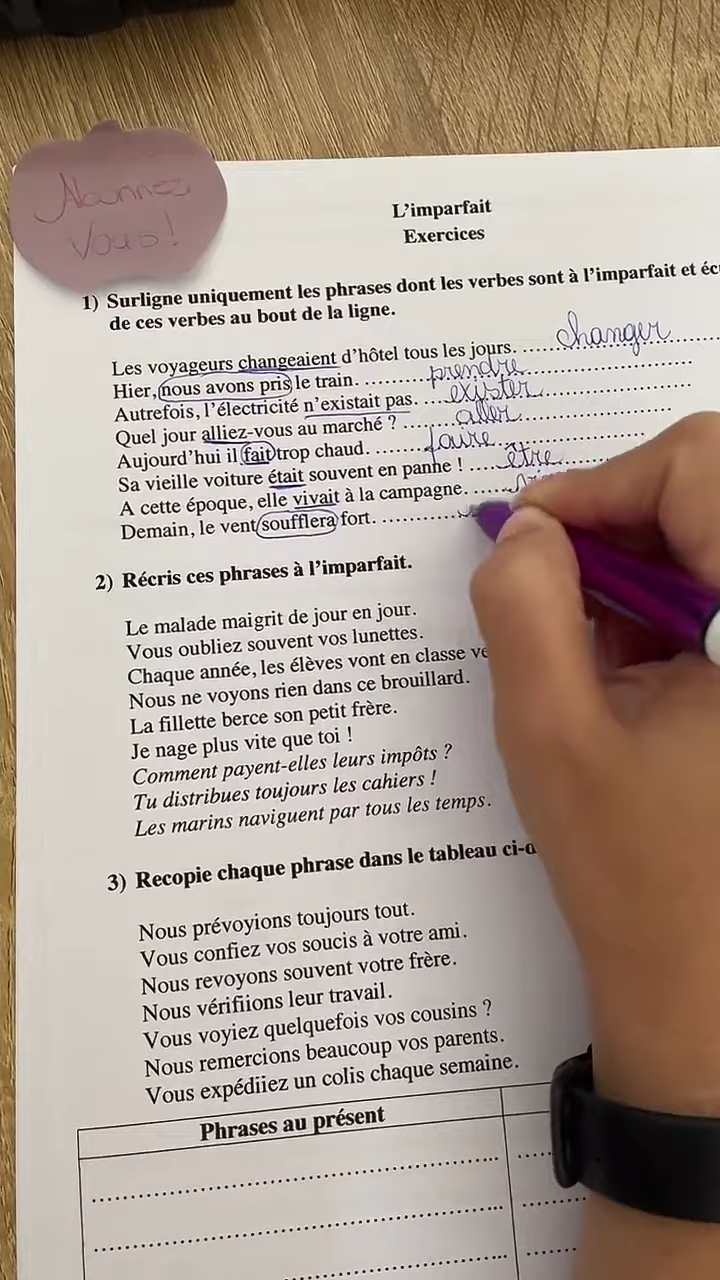 Abonnez
Vous!
L'imparfait
Exercices
1) Surligne uniquement les phrases dont les verbes sont à l'imparfait et
de ces verbes au bout de la ligne.
Les voyageurs changeaient d'hôtel tous les jours. changer
Hier, nous avons pris le train. prendre
Autrefois, l'électricité n'existait pas. exister
Quel jour alliez-vous au marché ? aller
Aujourd'hui il fait trop chaud. faire
Sa vieille voiture était souvent en panne ! être
A cette époque, elle vivait à la campagne.
Demain, le vent soufflera fort.
2) Récris ces phrases à l'imparfait.
Le malade maigrit de jour en jour.
Vous oubliez souvent vos lunettes.
Chaque année, les élèves vont en classe
Nous ne voyons rien dans ce brouillard.
La fillette berce son petit frère.
Je nage plus vite que toi !
Comment payent-elles leurs impôts ?
Tu distribues toujours les cahiers !
Les marins naviguent par tous les temps.
3) Recopie chaque phrase dans le tableau
Nous prévoyions toujours tout.
Vous confiez vos soucis à votre ami.
Nous revoyons souvent votre frère.
Nous vérifiions leur travail.
Vous voyiez quelquefois vos cousins ?
Nous remercions beaucoup vos parents.
Vous expédiiez un colis chaque semaine.
Phrases au présent